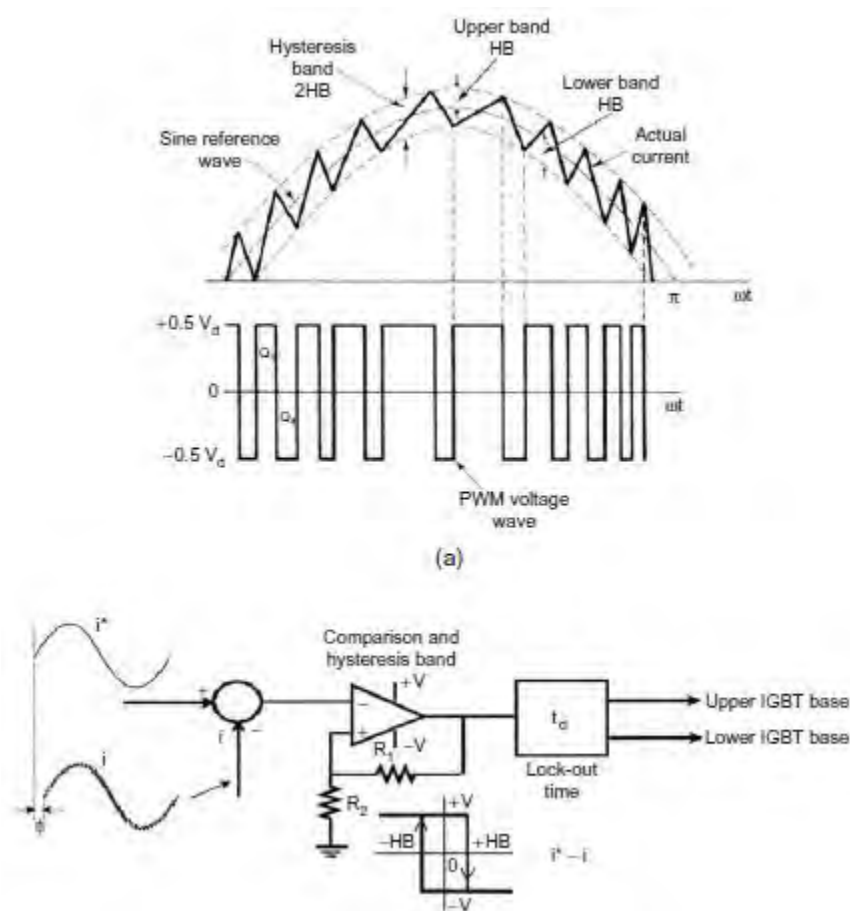 Upper band
HB
Hysteresis
band
2HB
Lower band
HB
Sine reference
wave
Actual
current
π
ωt
+0.5 V_d
Q
0
Q
ωt
−0.5 V_d
PWM voltage
wave
(a)
i*
Comparison and
hysteresis band
+V
+
−
t_d
Upper IGBT base
Lower IGBT base
i
−
+
−V
R_1
i
Lock-out
time
R_2
+V
−HB
+HB
0
i* − i
−V
ϕ